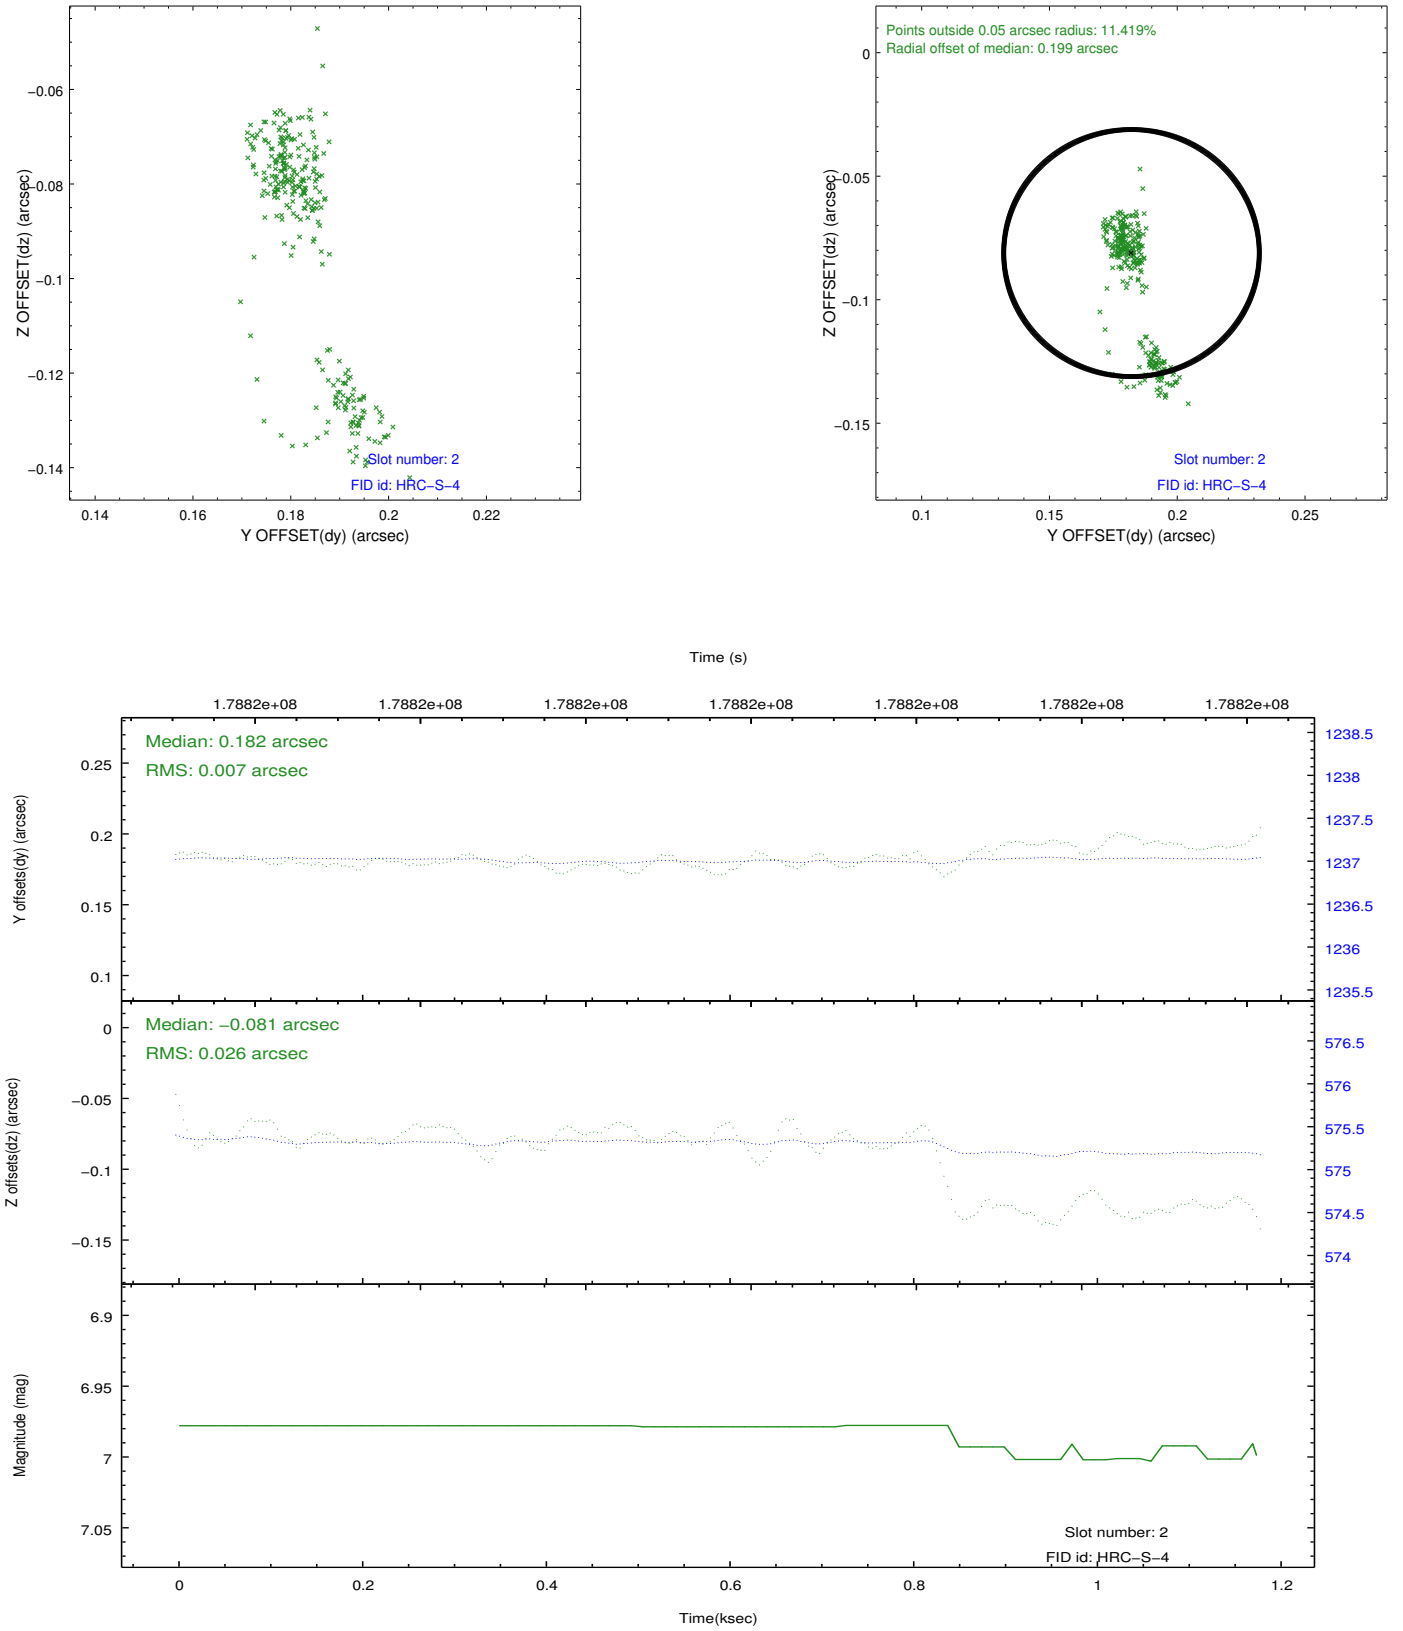 −0.06
−0.08
−0.1
−0.12
−0.14
Z OFFSET(dz) (arcsec)
Slot number: 2
FID id: HRC−S−4
0.14 0.16 0.18 0.2 0.22
Y OFFSET(dy) (arcsec)
Points outside 0.05 arcsec radius: 11.419%
Radial offset of median: 0.199 arcsec
0
−0.05
−0.1
−0.15
Z OFFSET(dz) (arcsec)
Slot number: 2
FID id: HRC−S−4
0.1 0.15 0.2 0.25
Y OFFSET(dy) (arcsec)
Time (s)
1.7882e+08 1.7882e+08 1.7882e+08 1.7882e+08 1.7882e+08 1.7882e+08 1.7882e+08
Median: 0.182 arcsec
RMS: 0.007 arcsec
0.25
0.2
0.15
0.1
Y offsets(dy) (arcsec)
1238.5
1238
1237.5
1237
1236.5
1236
1235.5
Median: −0.081 arcsec
RMS: 0.026 arcsec
0
−0.05
−0.1
−0.15
Z offsets(dz) (arcsec)
576.5
576
575.5
575
574.5
574
6.9
6.95
7
7.05
Magnitude (mag)
Slot number: 2
FID id: HRC−S−4
0 0.2 0.4 0.6 0.8 1 1.2
Time(ksec)